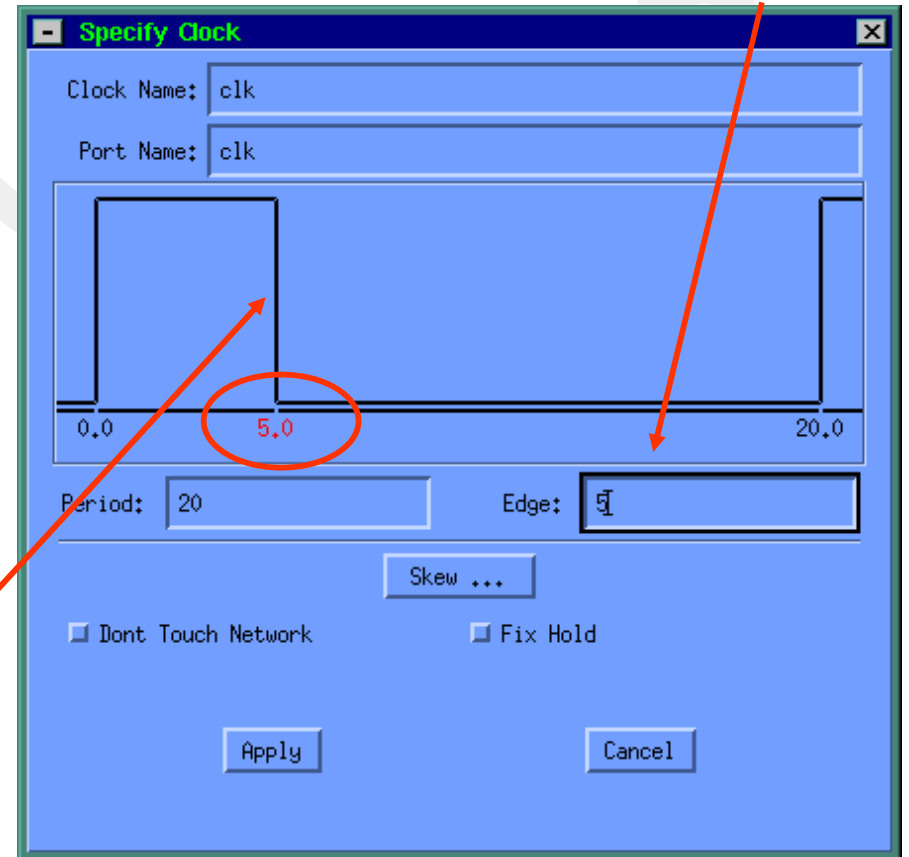 Specify Clock
Clock Name: clk
Port Name: clk
0.0 5.0 20.0
Period: 20 Edge: 5
Skew ...
Dont Touch Network Fix Hold
Apply Cancel